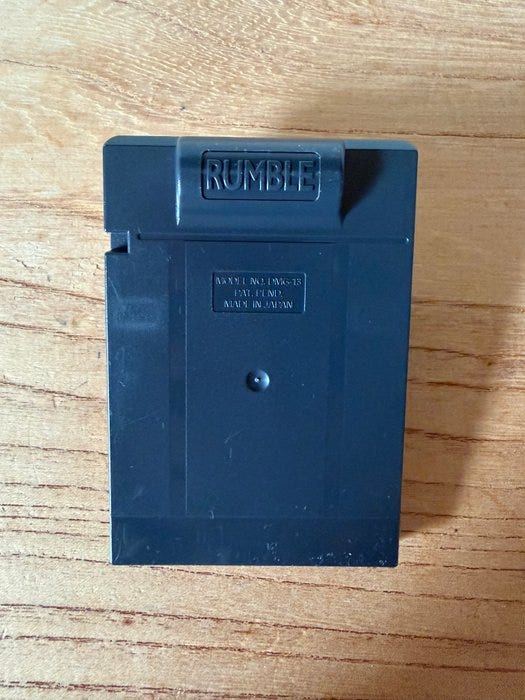 RUMBLE
MODEL NO. DMG-13
PAT. PEND.
MADE IN JAPAN